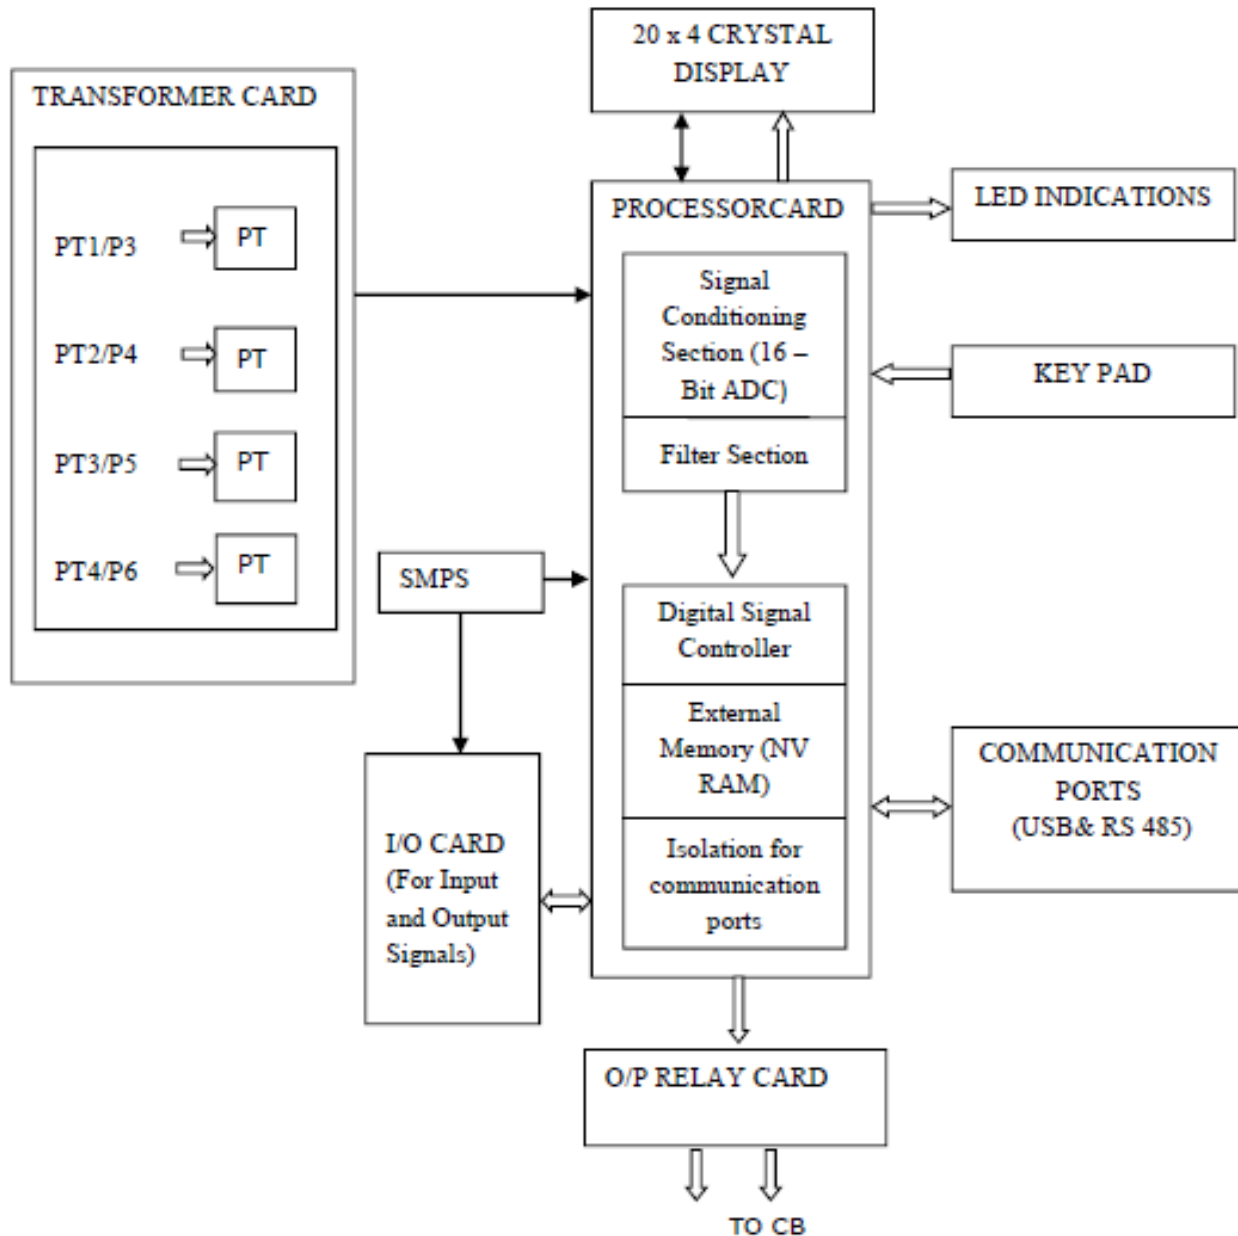 20 x 4 CRYSTAL
DISPLAY
TRANSFORMER CARD
PT1/P3
PT
PT2/P4
PT
PT3/P5
PT
PT4/P6
PT
PROCESSORCARD
Signal
Conditioning
Section (16 –
Bit ADC)
Filter Section
Digital Signal
Controller
External
Memory (NV
RAM)
Isolation for
communication
ports
LED INDICATIONS
KEY PAD
SMPS
COMMUNICATION
PORTS
(USB& RS 485)
I/O CARD
(For Input
and Output
Signals)
O/P RELAY CARD
TO CB